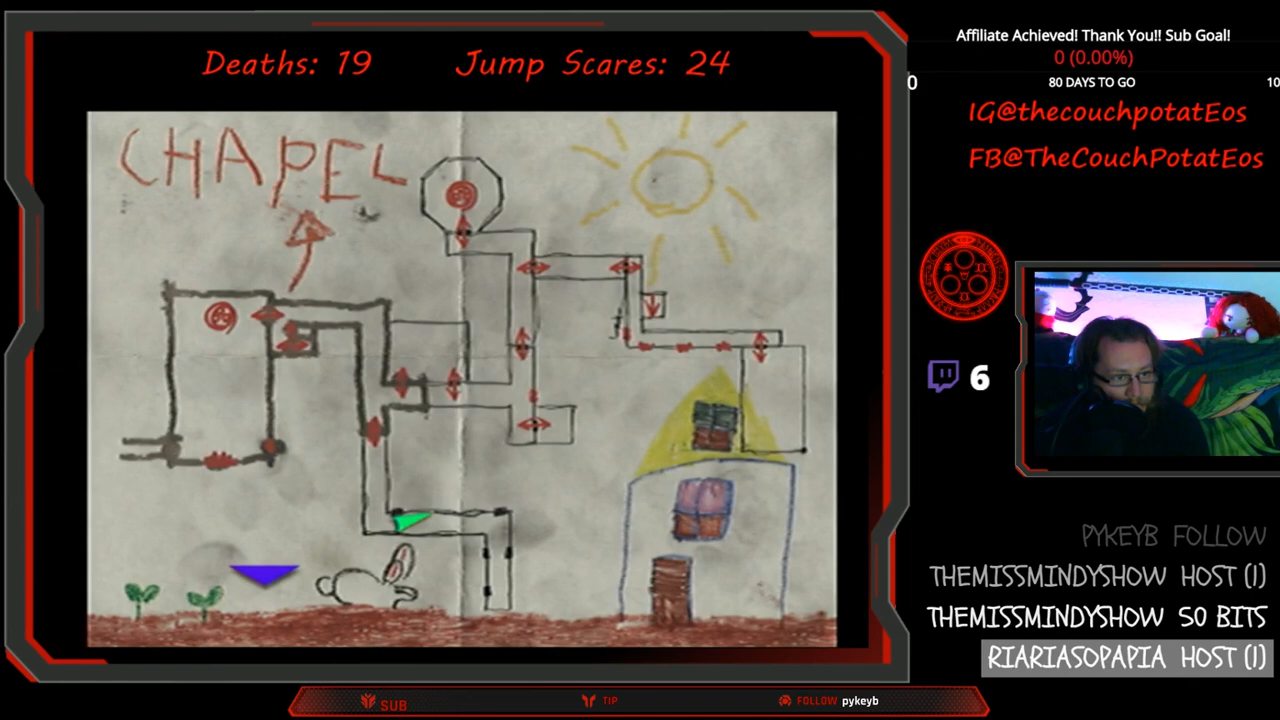 Affiliate Achieved! Thank You!! Sub Goal!
0 (0.00%)
0 80 DAYS TO GO 10
Deaths: 19 Jump Scares: 24
IG@thecouchpotatEos
FB@TheCouchPotatEos
CHAPEL
6
PYKEYB FOLLOW
THEMISSMINDYSHOW HOST (1)
THEMISSMINDYSHOW 50 BITS
RIARIASOPAPIA HOST (1)
SUB TIP FOLLOW pykeyb